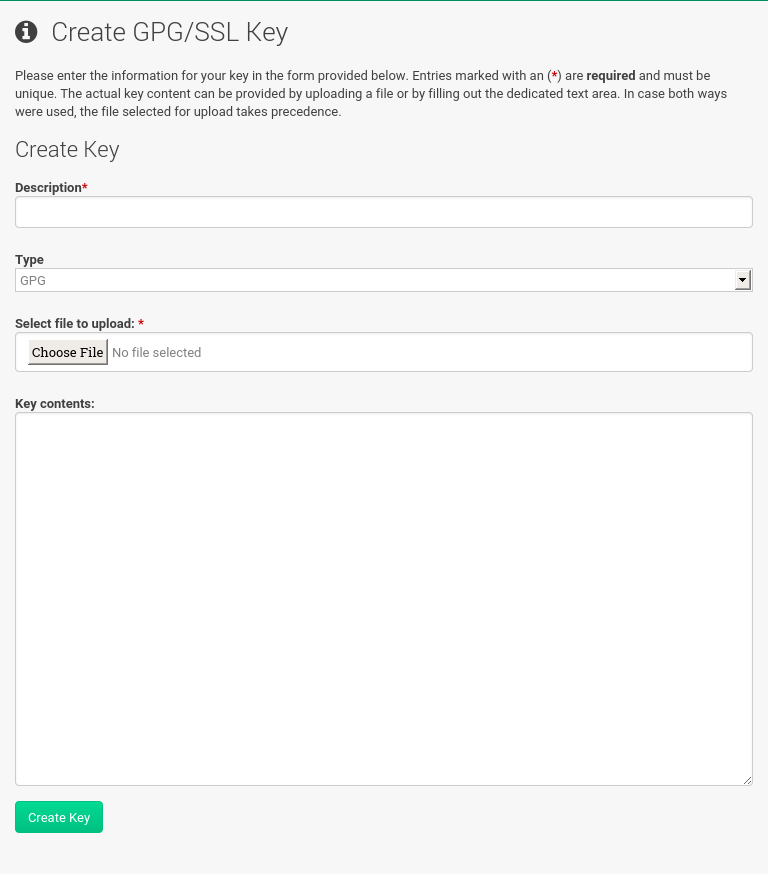 Create GPG/SSL Key
Please enter the information for your key in the form provided below. Entries marked with an (*) are required and must be
unique. The actual key content can be provided by uploading a file or by filling out the dedicated text area. In case both ways
were used, the file selected for upload takes precedence.
Create Key
Description*
Type
GPG
Select file to upload: *
Choose File No file selected
Key contents:
Create Key